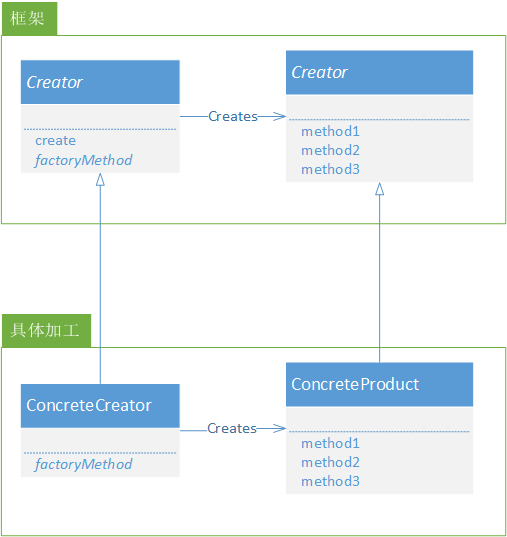 框架
Creator
create
factoryMethod
Creates
Creator
method1
method2
method3
具体加工
ConcreteCreator
factoryMethod
Creates
ConcreteProduct
method1
method2
method3